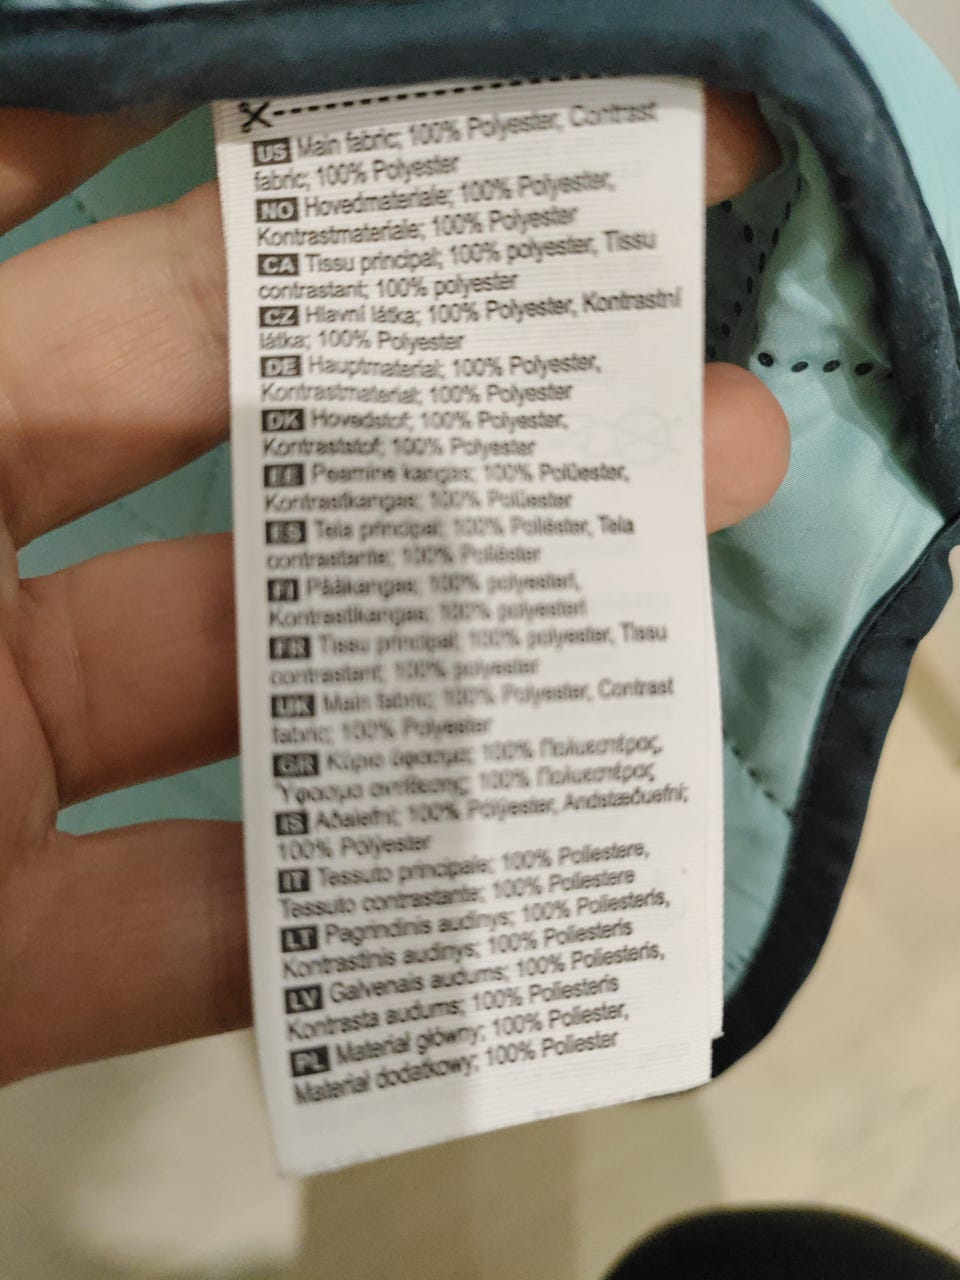 US Main fabric; 100% Polyester, Contrast
fabric; 100% Polyester
NO Hovedmateriale; 100% Polyester,
Kontrastmateriale; 100% Polyester
CA Tissu principal; 100% polyester, Tissu
contrastant; 100% polyester
CZ Hlavní látka; 100% Polyester, Kontrastní
látka; 100% Polyester
DE Hauptmaterial; 100% Polyester,
Kontrastmaterial; 100% Polyester
DK Hovedstof; 100% Polyester,
Kontraststof; 100% Polyester
EE Peamine kangas; 100% Polüester,
Kontrastkangas; 100% Polüester
ES Tela principal; 100% Poliéster, Tela
contrastante; 100% Poliéster
FI Pääkangas; 100% polyesteri,
Kontrastikangas; 100% polyesteri
FR Tissu principal; 100% polyester, Tissu
contrastant; 100% polyester
UK Main fabric; 100% Polyester, Contrast
fabric; 100% Polyester
GR Κύριο ύφασμα; 100% Πολυεστέρας,
Ύφασμα αντίθεσης; 100% Πολυεστέρας
IS Aðalefni; 100% Pólýester, Andstæðuefni;
100% Pólýester
IT Tessuto principale; 100% Poliestere,
Tessuto contrastante; 100% Poliestere
LT Pagrindinis audinys; 100% Poliesteris,
Kontrastinis audinys; 100% Poliesteris
LV Galvenais audums; 100% Poliesteris,
Kontrasta audums; 100% Poliesteris
PL Materiał główny; 100% Poliester,
Materiał dodatkowy; 100% Poliester